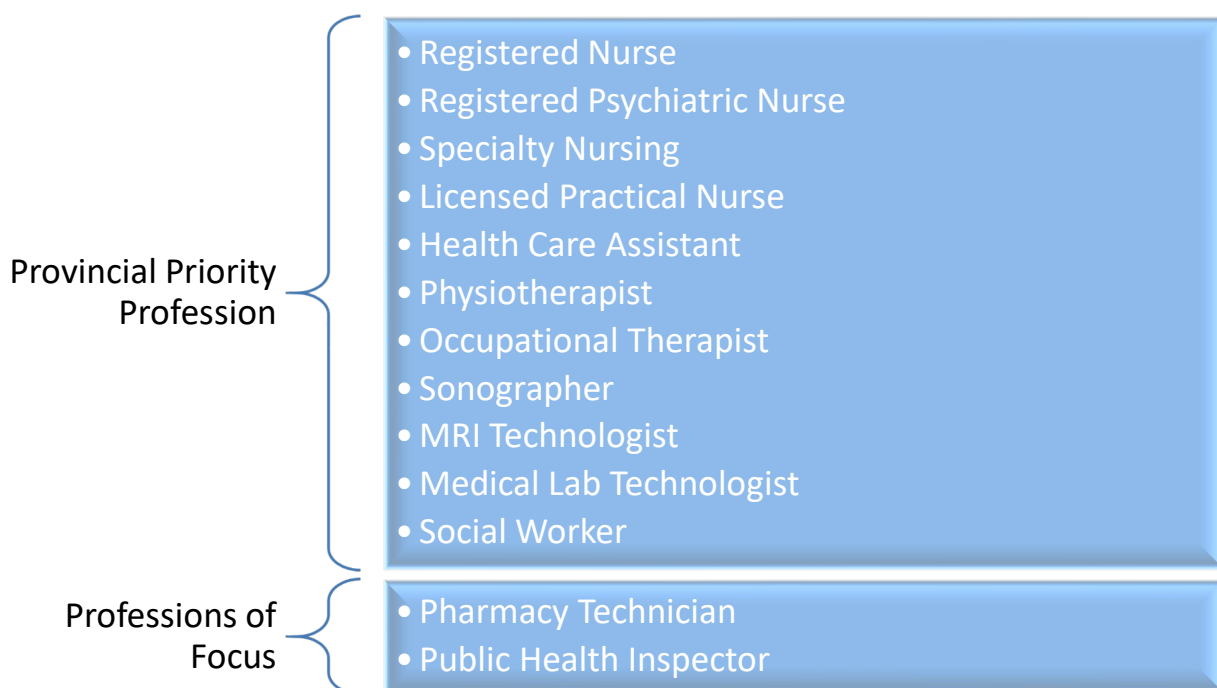 Provincial Priority
Profession
• Registered Nurse
• Registered Psychiatric Nurse
• Specialty Nursing
• Licensed Practical Nurse
• Health Care Assistant
• Physiotherapist
• Occupational Therapist
• Sonographer
• MRI Technologist
• Medical Lab Technologist
• Social Worker
Professions of
Focus
• Pharmacy Technician
• Public Health Inspector